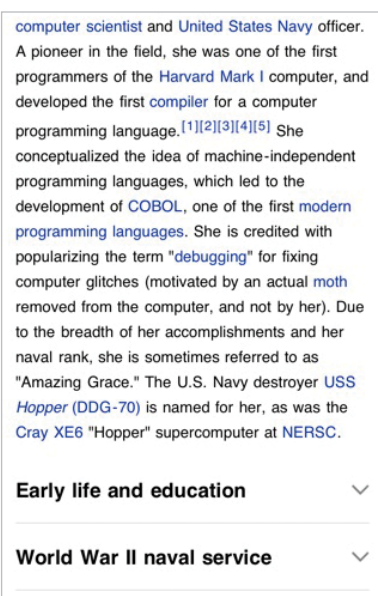 computer scientist and United States Navy officer.
A pioneer in the field, she was one of the first
programmers of the Harvard Mark I computer, and
developed the first compiler for a computer
programming language.[1][2][3][4][5] She
conceptualized the idea of machine-independent
programming languages, which led to the
development of COBOL, one of the first modern
programming languages. She is credited with
popularizing the term "debugging" for fixing
computer glitches (motivated by an actual moth
removed from the computer, and not by her). Due
to the breadth of her accomplishments and her
naval rank, she is sometimes referred to as
"Amazing Grace." The U.S. Navy destroyer USS
Hopper (DDG-70) is named for her, as was the
Cray XE6 "Hopper" supercomputer at NERSC.
Early life and education
World War II naval service